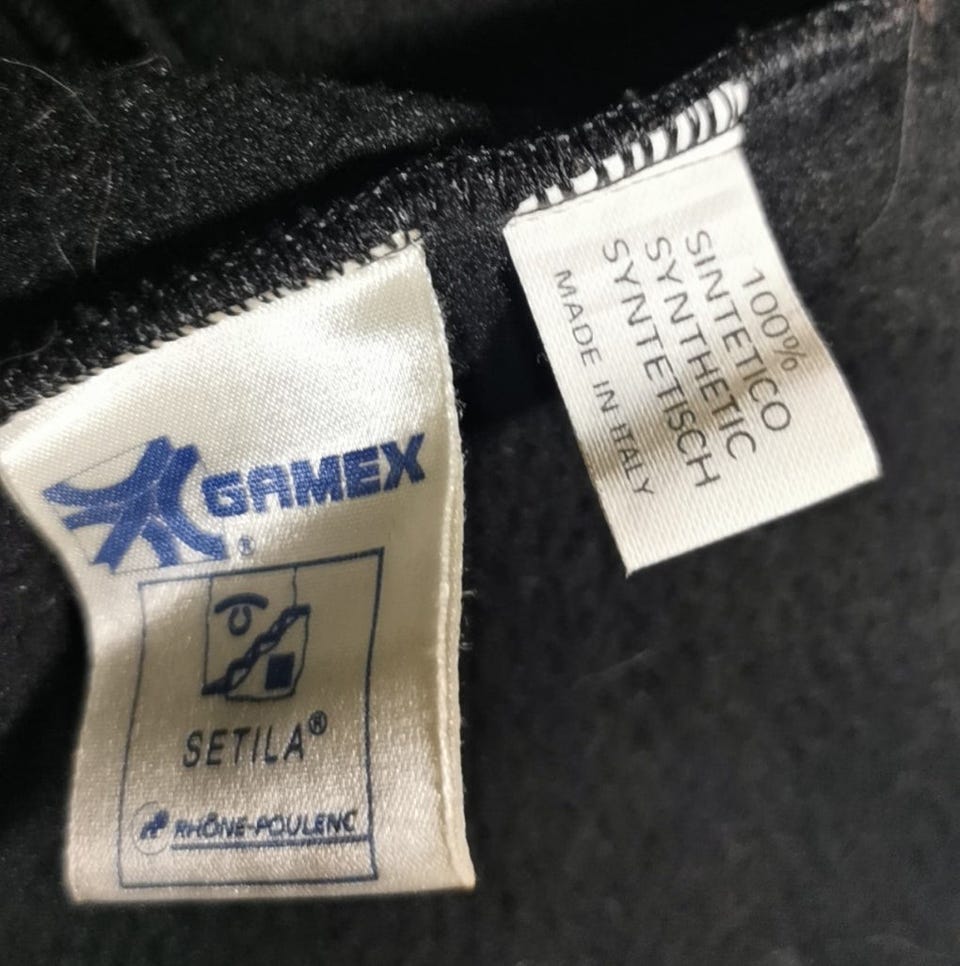 GAMEX
®
SETILA®
RHÔNE-POULENC
100%
SINTETICO
SYNTHETIC
SYNTETISCH
MADE IN ITALY